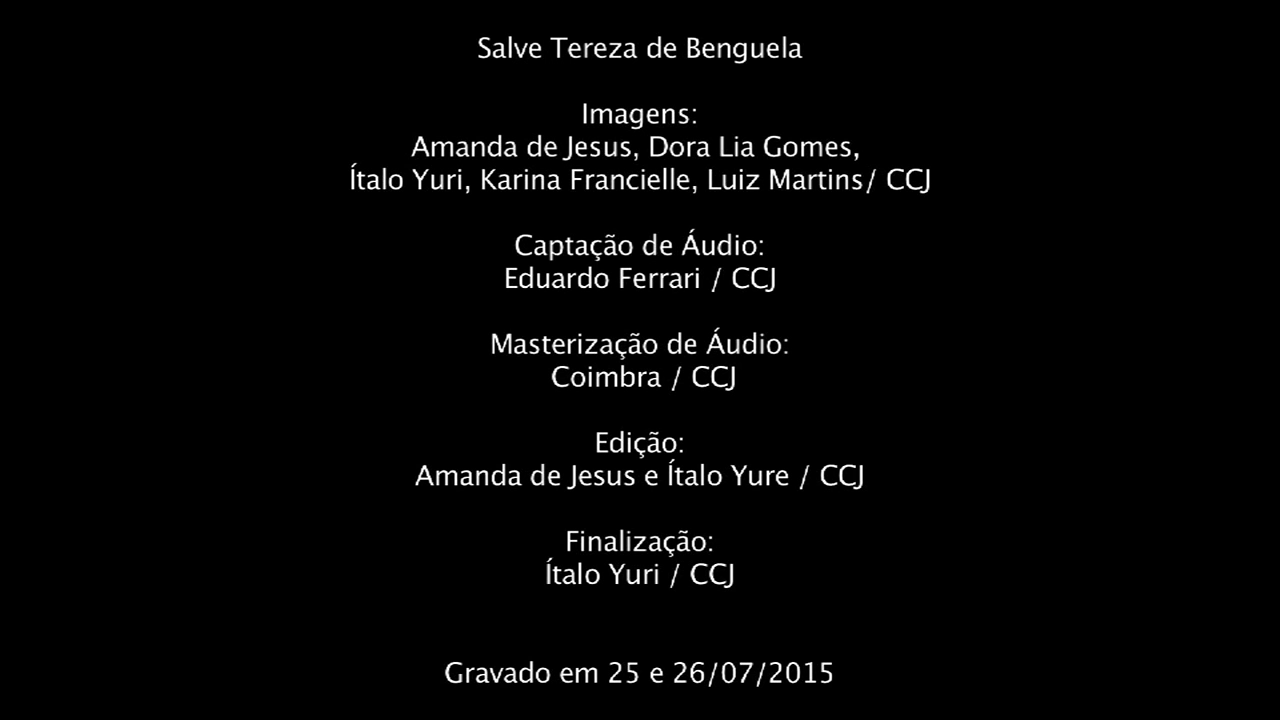 Salve Tereza de Benguela
Imagens:
Amanda de Jesus, Dora Lia Gomes,
Ítalo Yuri, Karina Francielle, Luiz Martins/ CCJ
Captação de Áudio:
Eduardo Ferrari / CCJ
Masterização de Áudio:
Coimbra / CCJ
Edição:
Amanda de Jesus e Ítalo Yure / CCJ
Finalização:
Ítalo Yuri / CCJ
Gravado em 25 e 26/07/2015